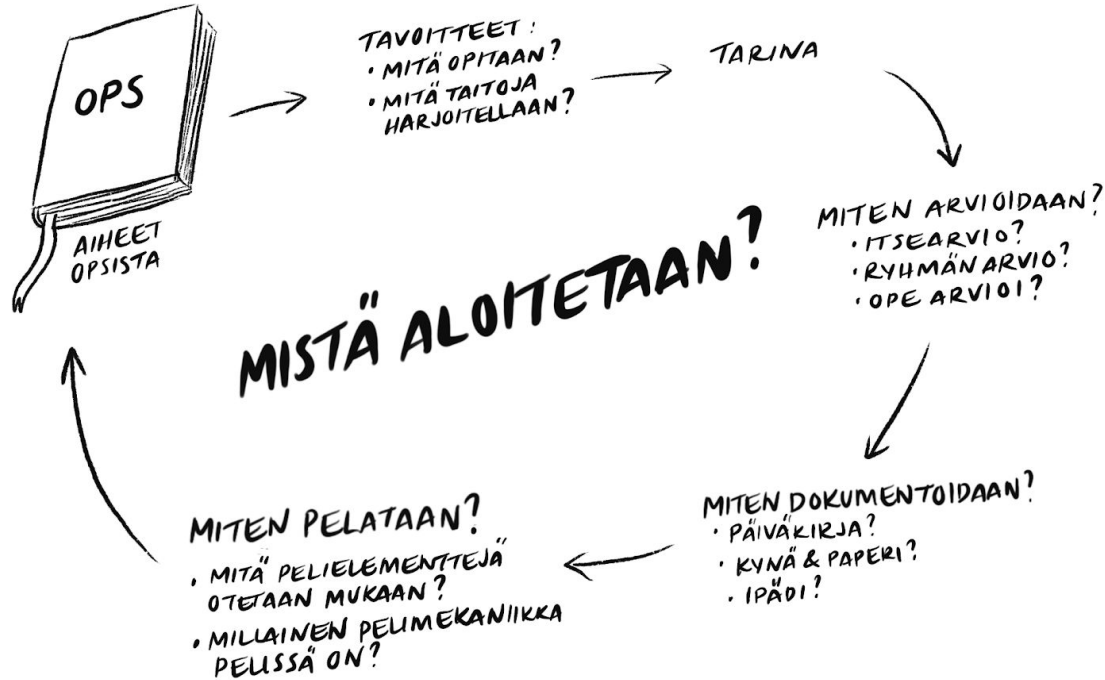 OPS
AIHEET
OPSISTA
TAVOITTEET:
• MITÄ OPITAAN?
• MITÄ TAITOJA
HARJOITELLAAN?
TARINA
MITEN ARVIOIDAAN?
• ITSEARVIO?
• RYHMÄN ARVIO?
• OPE ARVIOI?
MISTÄ ALOITETAAN?
MITEN DOKUMENTOIDAAN?
• PÄIVÄKIRJA?
• KYNÄ & PAPERI?
• IPÄDI?
MITEN PELATAAN?
• MITÄ PELIELEMENTTEJÄ
OTETAAN MUKAAN?
• MILLAINEN PELIMEKANIIKKA
PELISSÄ ON?